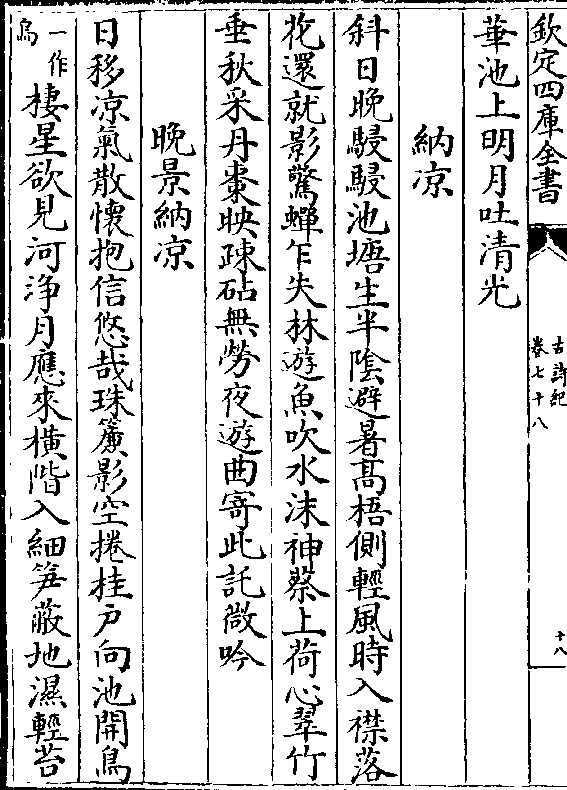 欽定四庫全書
古詩紀
卷七十八
十八
華池上明月吐清光
納凉
斜日晚駸駸池塘生半陰避暑髙梧側輕風時入襟落
花還就影驚蟬乍失林遊魚吹水沫神蔡上荷心翠竹
垂秋采丹棗映疎砧無勞夜遊曲寄此託微吟
晚景納凉
日移凉氣散懷抱信悠哉珠簾影空捲桂户向池開鳥
一作烏
棲星欲見河浄月應來横階入細笋蔽地濕輕苔